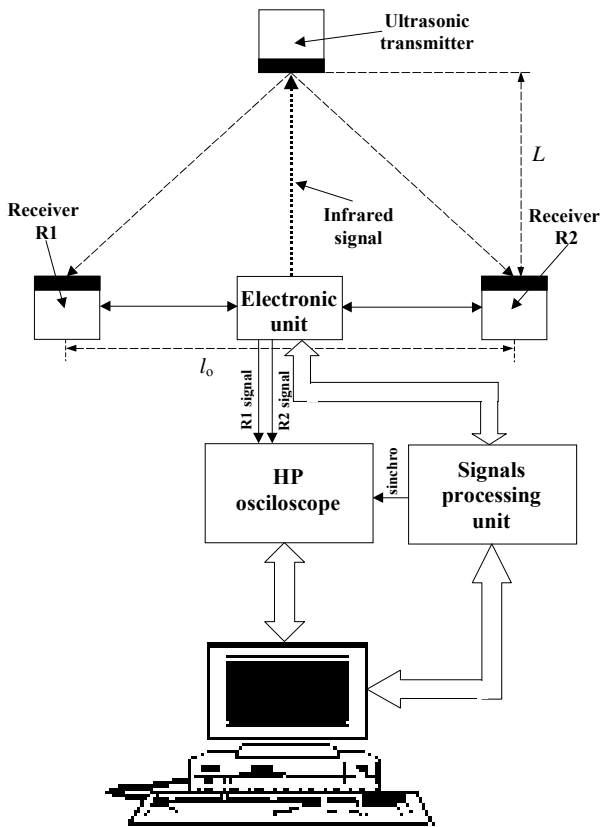 Ultrasonic
transmitter
L
Receiver
R1
Infrared
signal
Receiver
R2
Electronic
unit
lo
R1 signal
R2 signal
HP
osciloscope
sinchro
Signals
processing
unit